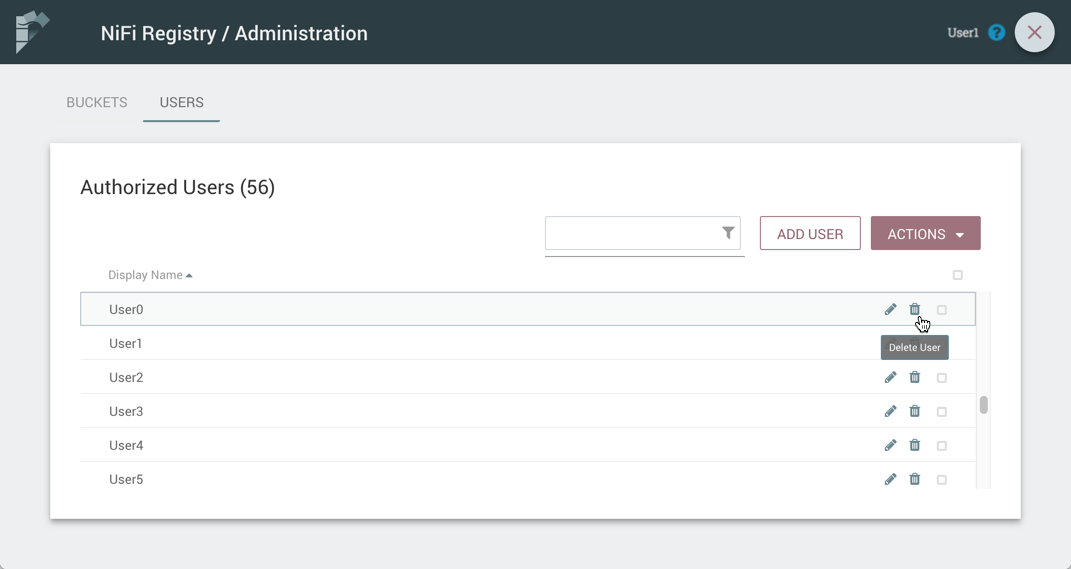 NiFi Registry / Administration
User1
?
BUCKETS USERS
Authorized Users (56)
ADD USER ACTIONS
Display Name
User0
User1
Delete User
User2
User3
User4
User5